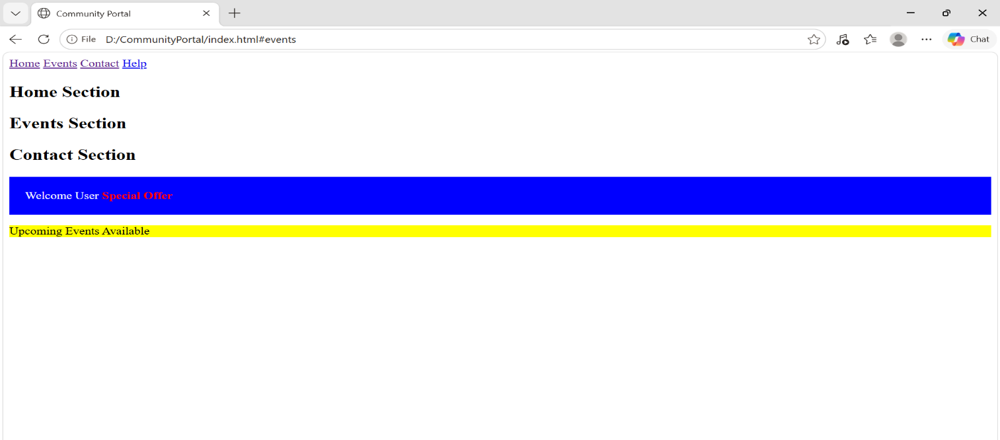 Community Portal
File D:/CommunityPortal/index.html#events
Chat
Home Events Contact Help
Home Section
Events Section
Contact Section
Welcome User Special Offer
Upcoming Events Available